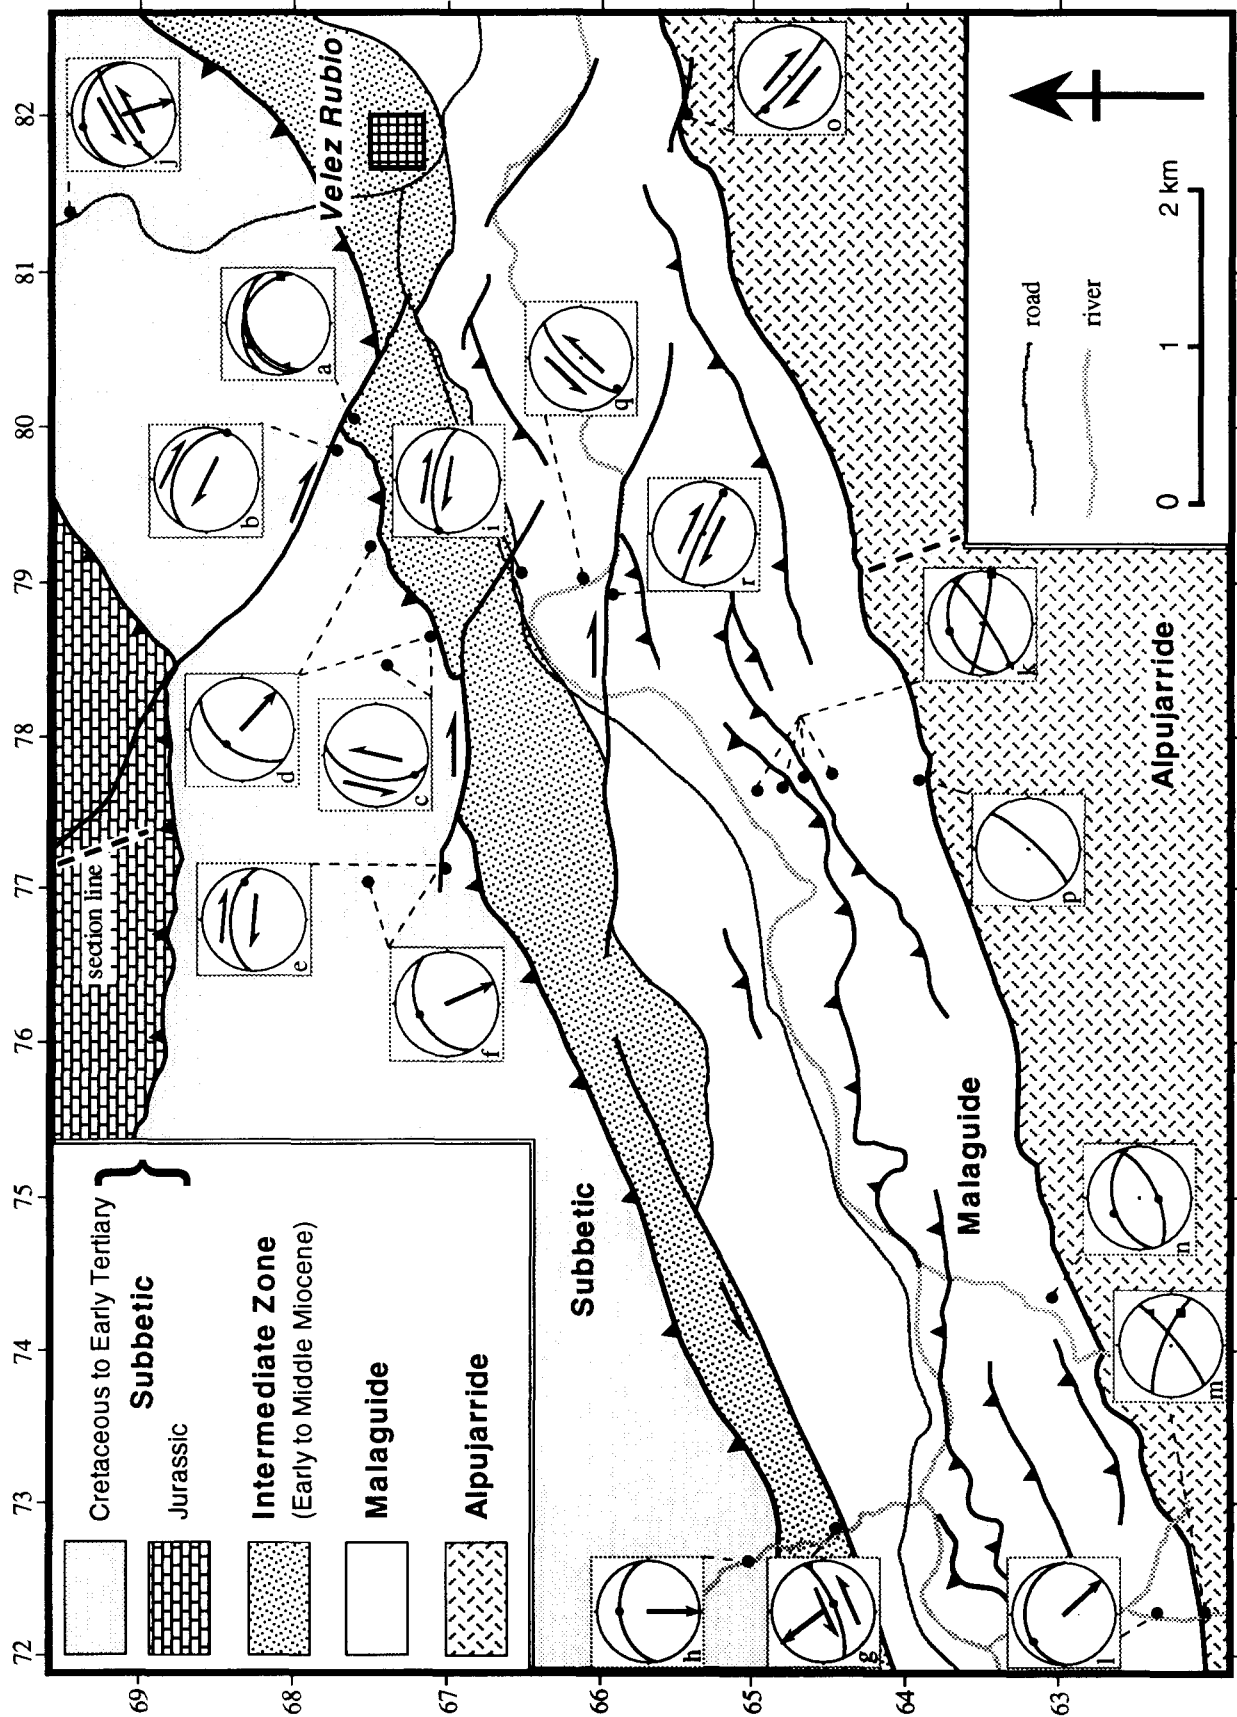 72
73
74
75
76
77
78
79
80
81
82
69
68
67
66
65
64
63
Cretaceous to Early Tertiary
Subbetic
Jurassic
Intermediate Zone
(Early to Middle Miocene)
Malaguide
Alpujarride
section line
Velez Rubio
Subbetic
Malaguide
Alpujarride
a
b
c
d
e
f
g
h
i
j
k
l
m
n
o
p
q
r
road
river
0 1 2 km